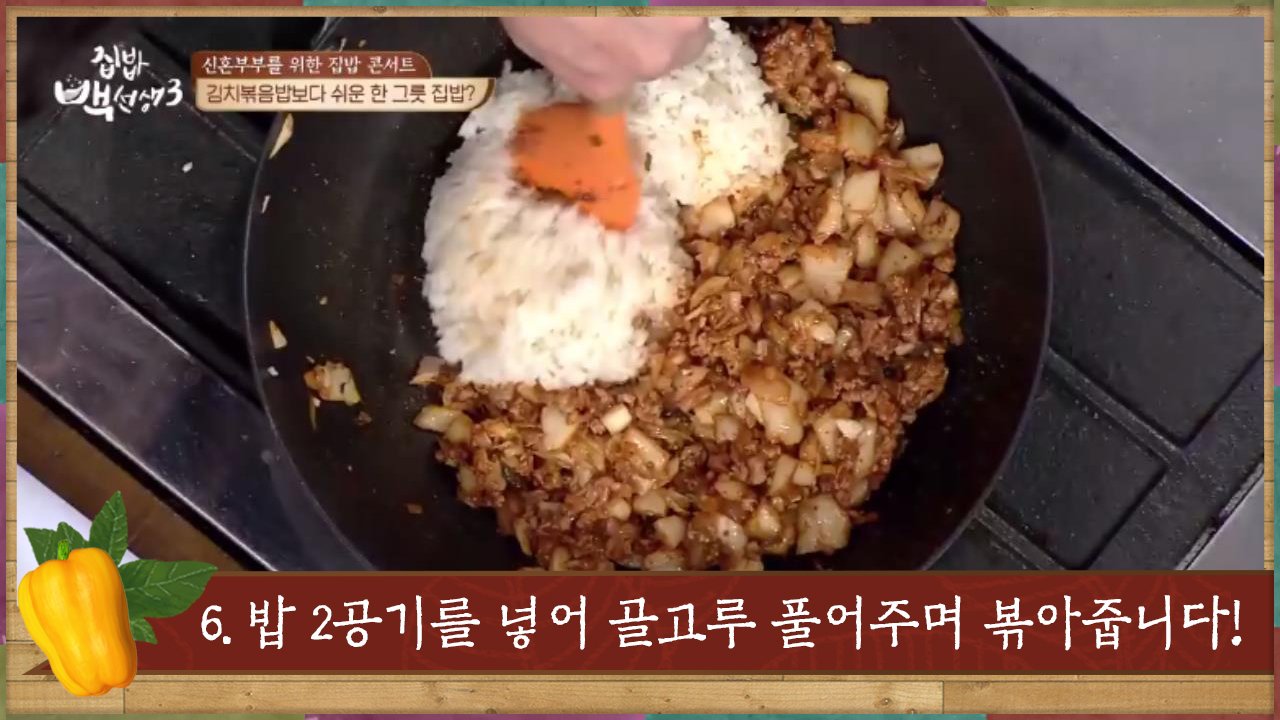 집밥
백선생3
신혼부부를 위한 집밥 콘서트
김치볶음밥보다 쉬운 한 그릇 집밥?
6. 밥 2공기를 넣어 골고루 풀어주며 볶아줍니다!